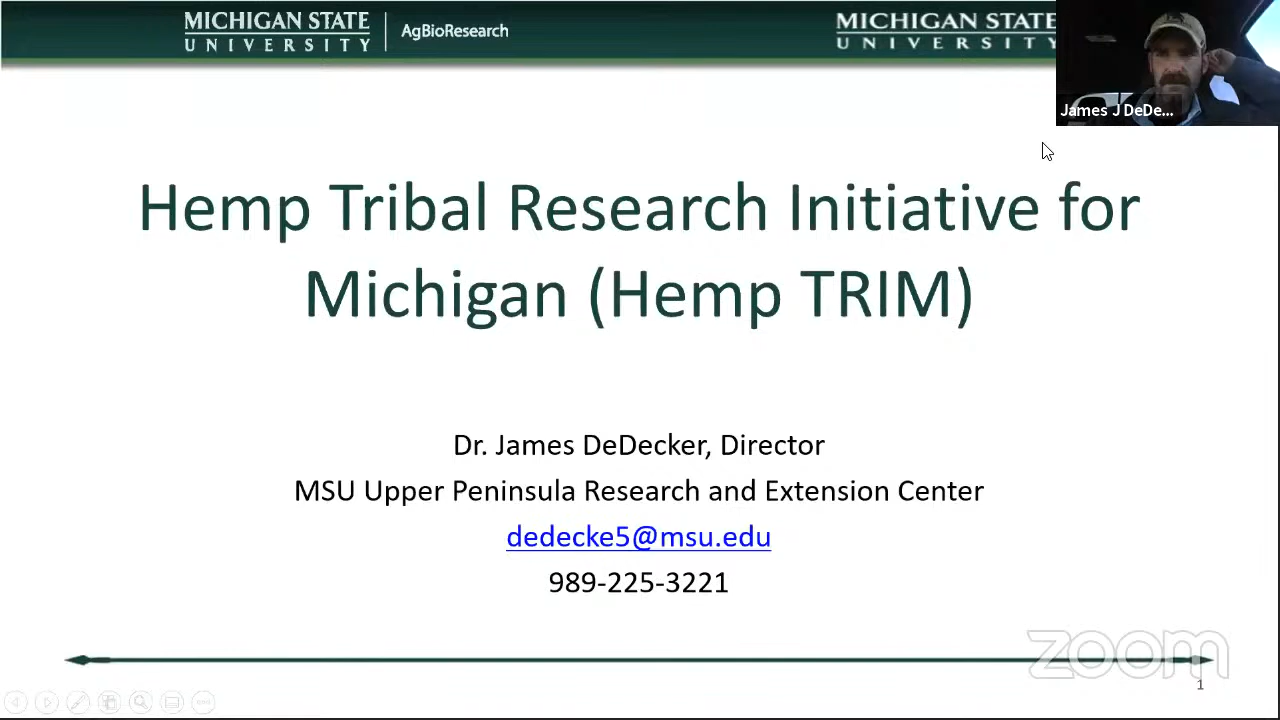 MICHIGAN STATE
UNIVERSITY
AgBioResearch
MICHIGAN STATE
UNIVERSITY
James J DeDe...
Hemp Tribal Research Initiative for
Michigan (Hemp TRIM)
Dr. James DeDecker, Director
MSU Upper Peninsula Research and Extension Center
dedecke5@msu.edu
989-225-3221
zoom
1